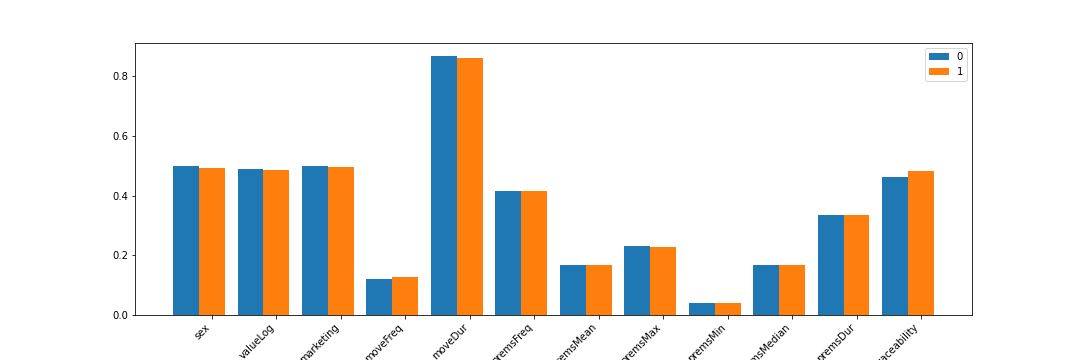 0.8
0.6
0.4
0.2
0.0
0
1
sex
valueLog
marketing
moveFreq
moveDur
premsFreq
emsMean
premsMax
premsMin
msMedian
premsDur
aceability